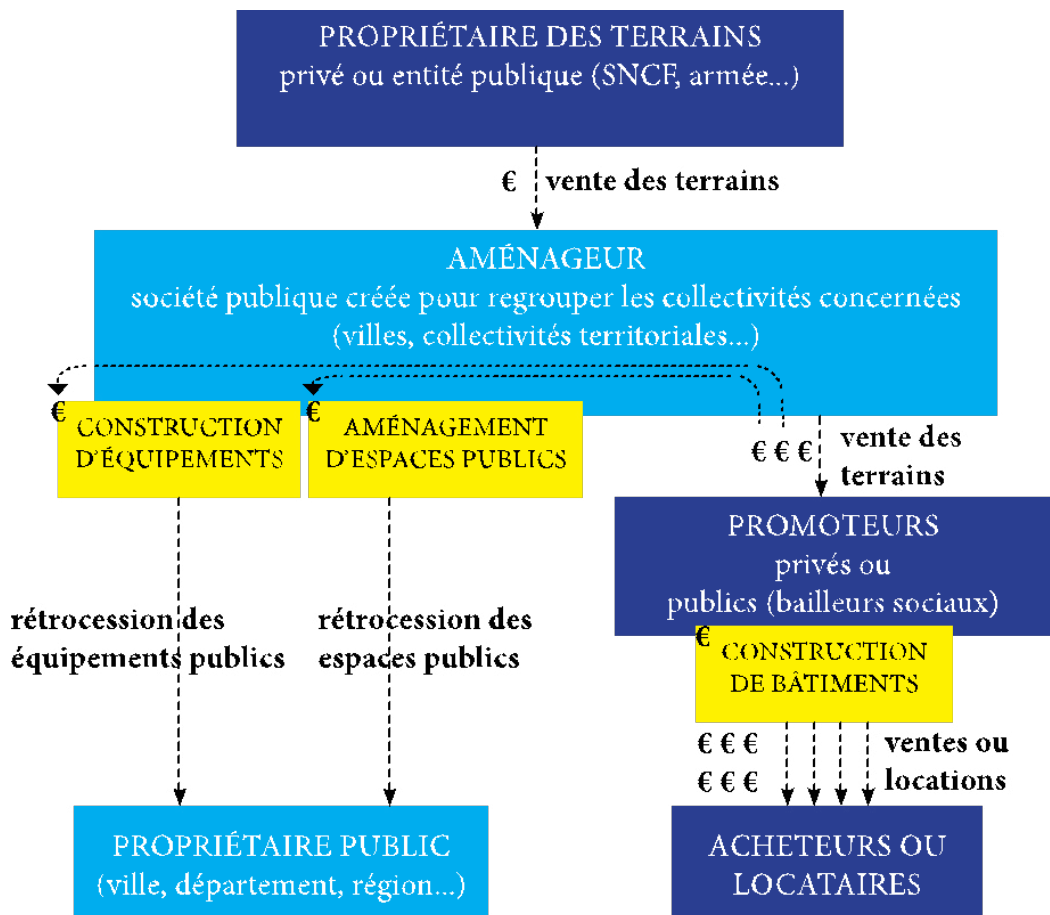 PROPRIÉTAIRE DES TERRAINS
privé ou entité publique (SNCF, armée...)
€ vente des terrains
AMÉNAGEUR
société publique créée pour regrouper les collectivités concernées
(villes, collectivités territoriales...)
€
CONSTRUCTION
D'ÉQUIPEMENTS
€
AMÉNAGEMENT
D'ESPACES PUBLICS
€ € €
vente des
terrains
PROMOTEURS
privés ou
publics (bailleurs sociaux)
rétrocession des
équipements publics
rétrocession des
espaces publics
€
CONSTRUCTION
DE BÂTIMENTS
€ € €
€ € €
ventes ou
locations
PROPRIÉTAIRE PUBLIC
(ville, département, région...)
ACHETEURS OU
LOCATAIRES